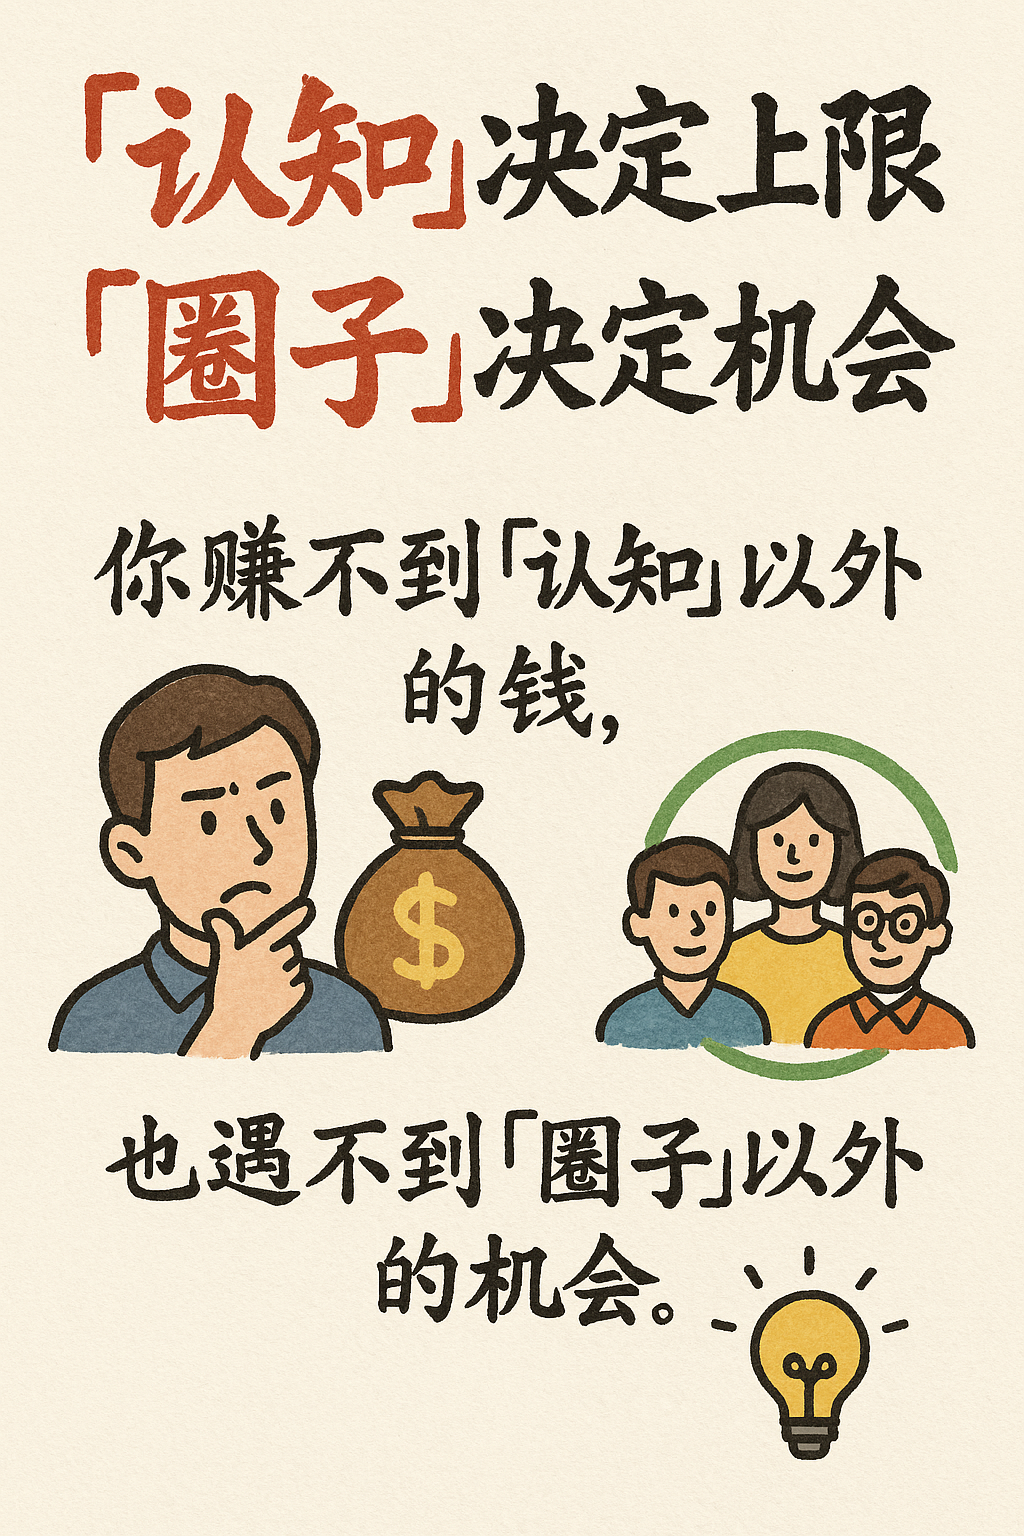 「认知」决定上限
「圈子」决定机会
你赚不到「认知」以外
的钱，
$
也遇不到「圈子」以外
的机会。